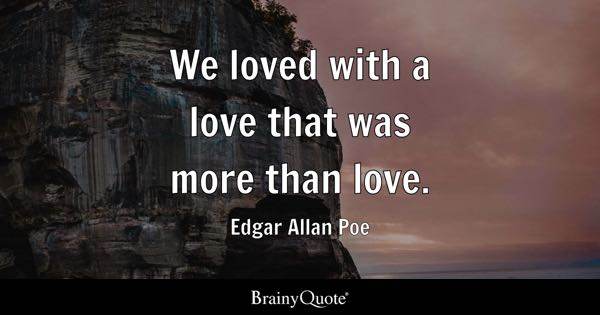 We loved with a
love that was
more than love.
Edgar Allan Poe
BrainyQuote®